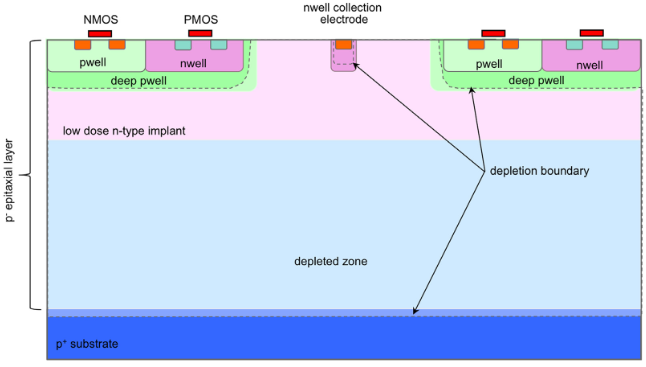 nwell collection
electrode
NMOS
PMOS
pwell
nwell
deep pwell
pwell
nwell
deep pwell
low dose n-type implant
p- epitaxial layer
depletion boundary
depleted zone
p+ substrate